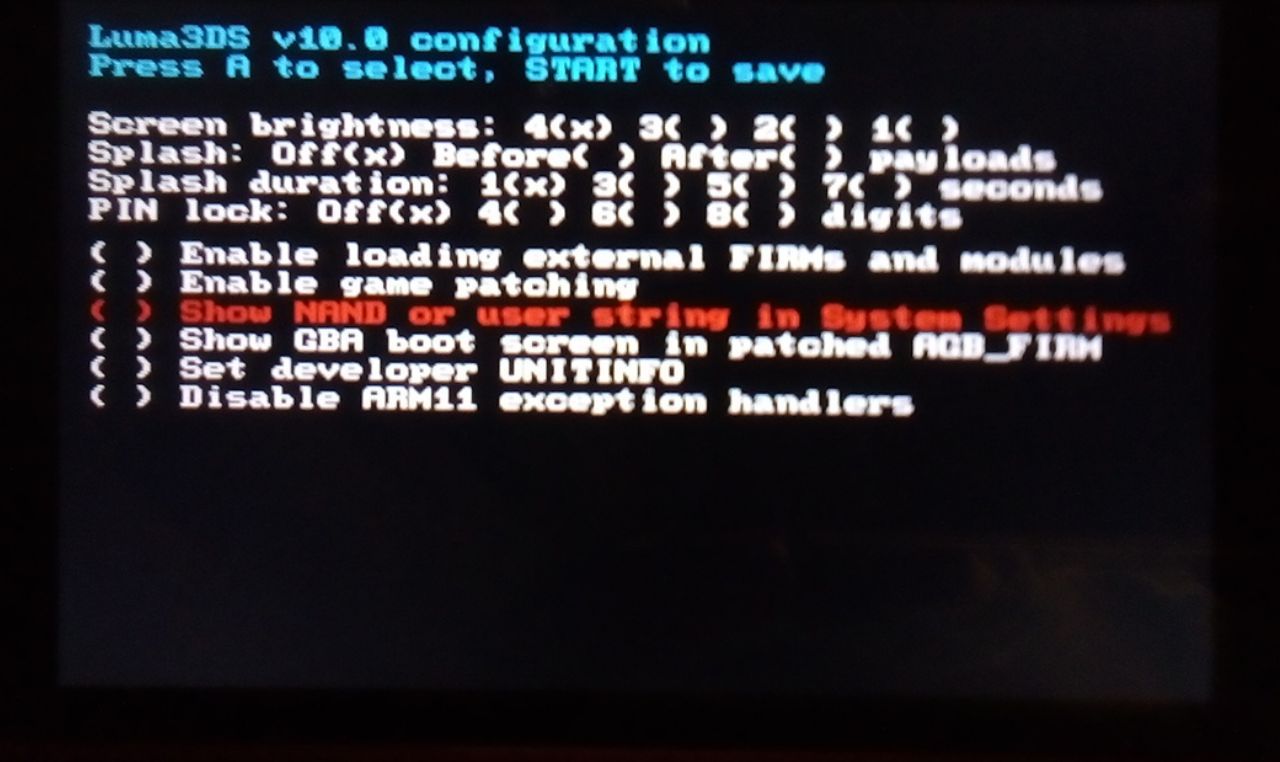 Luma3DS v10.0 configuration
Press A to select, START to save
Screen brightness: 4(x) 3( ) 2( ) 1( )
Splash: Off(x) Before( ) After( ) payloads
Splash duration: 1(x) 3( ) 5( ) 7( ) seconds
PIN lock: Off(x) 4( ) 6( ) 8( ) digits
( ) Enable loading external FIRMs and modules
( ) Enable game patching
( ) Show NAND or user string in System Settings
( ) Show GBA boot screen in patched AGB_FIRM
( ) Set developer UNITINFO
( ) Disable ARM11 exception handlers